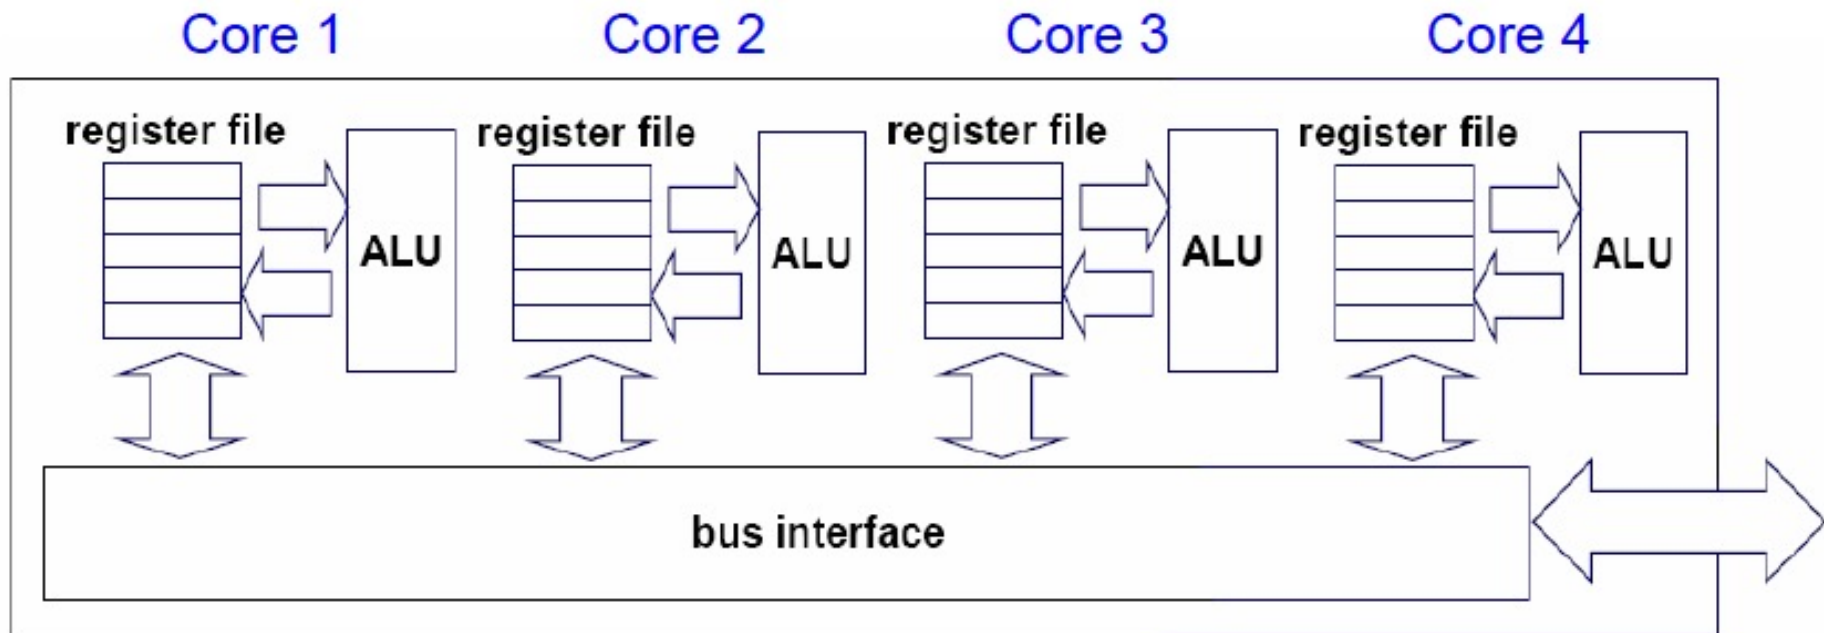 Core 1 Core 2 Core 3 Core 4
register file register file register file register file
ALU ALU ALU ALU
bus interface